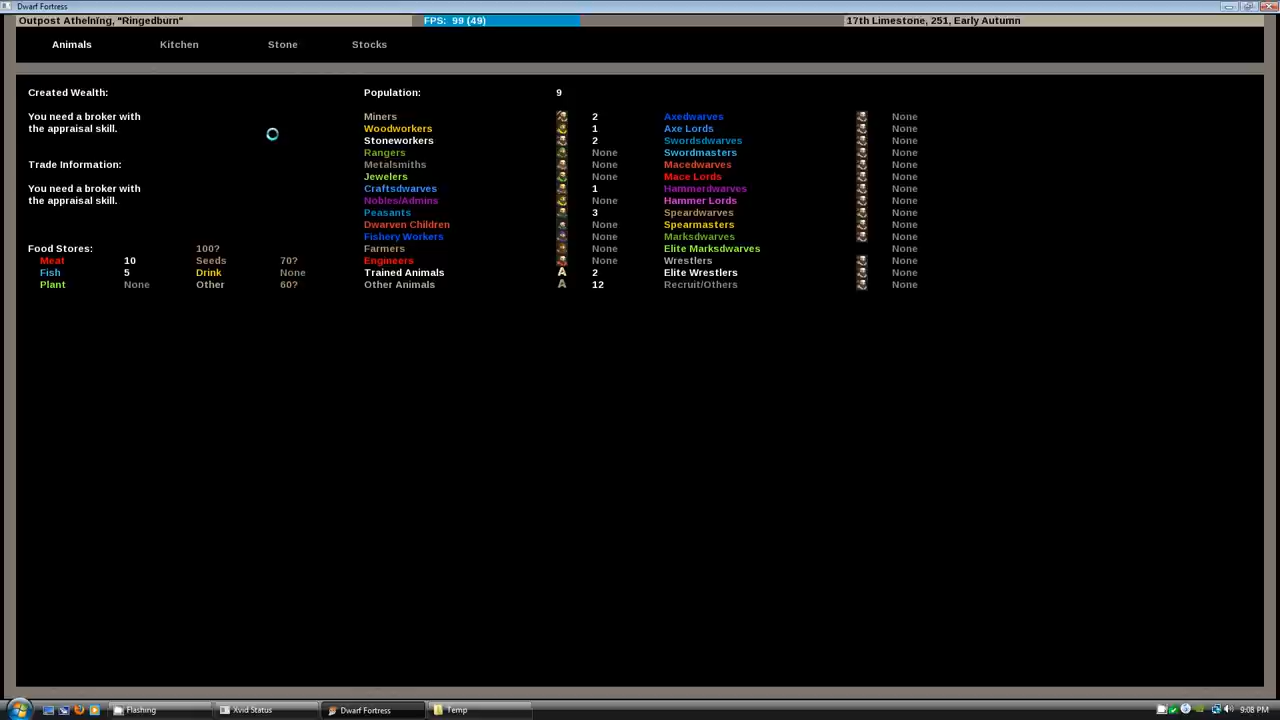 Dwarf Fortress
Outpost Athelnïng, "Ringedburn" FPS: 99 (49) 17th Limestone, 251, Early Autumn
Animals Kitchen Stone Stocks
Created Wealth: Population: 9
You need a broker with Miners 2 Axedwarves None
the appraisal skill. Woodworkers 1 Axe Lords None
Stoneworkers 2 Swordsdwarves None
Rangers None Swordmasters None
Trade Information: Metalsmiths None Macedwarves None
Jewelers None Mace Lords None
You need a broker with Craftsdwarves 1 Hammerdwarves None
the appraisal skill. Nobles/Admins None Hammer Lords None
Peasants 3 Speardwarves None
Dwarven Children None Spearmasters None
Fishery Workers None Marksdwarves None
Food Stores: 100? Farmers None Elite Marksdwarves None
Meat 10 Seeds 70? Engineers None Wrestlers None
Fish 5 Drink None Trained Animals A 2 Elite Wrestlers None
Plant None Other 60? Other Animals A 12 Recruit/Others None
Flashing Xvid Status Dwarf Fortress Temp 9:08 PM